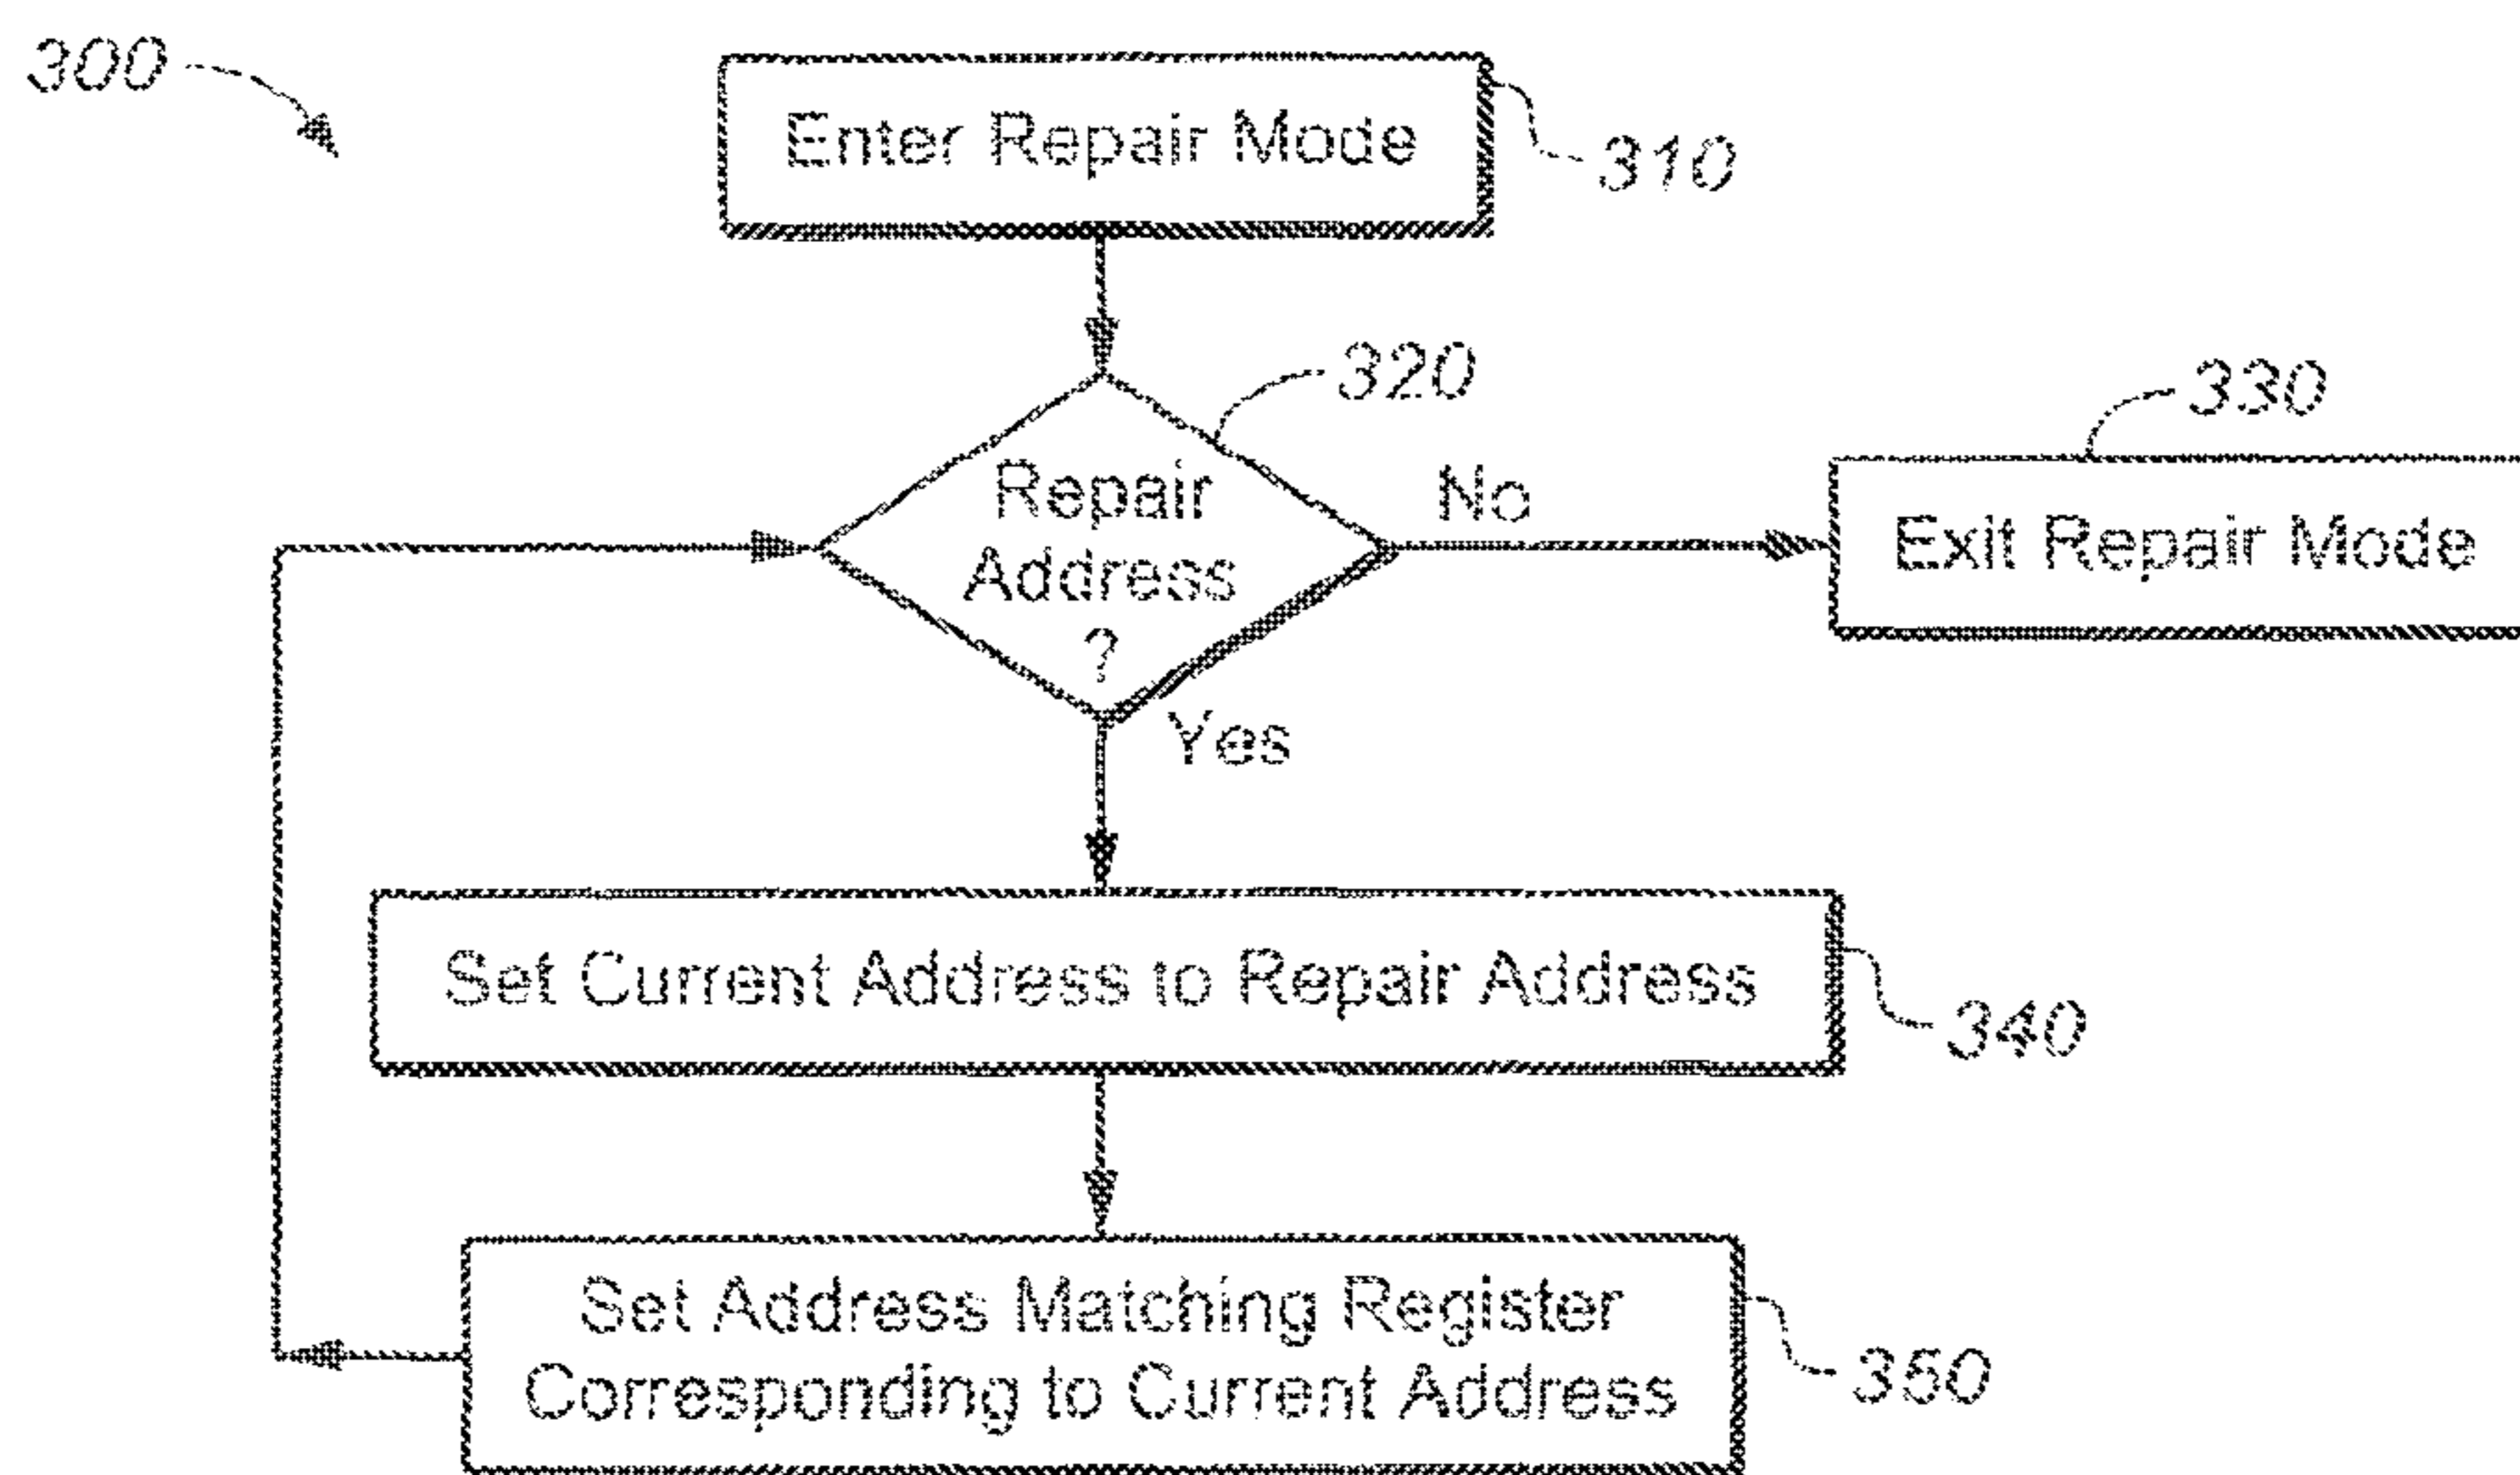 300
Enter Repair Mode
310
320
330
Repair
Address
?
No
Exit Repair Mode
Yes
Set Current Address to Repair Address
340
Set Address Matching Register
Corresponding to Current Address
350